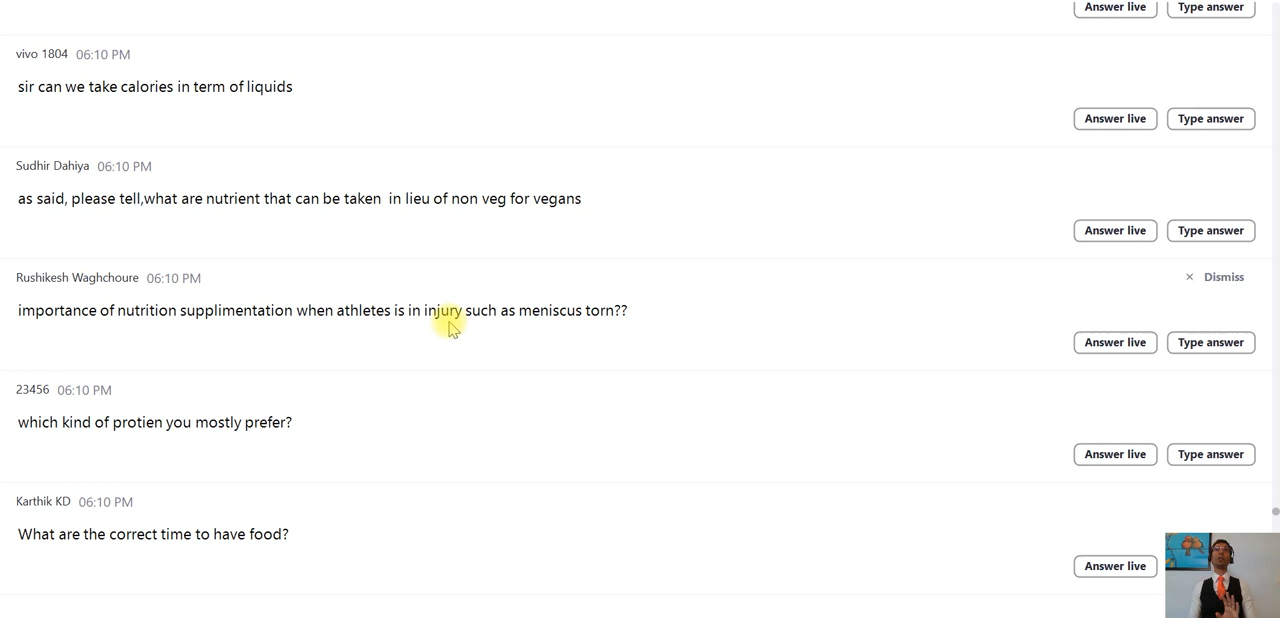 Answer live Type answer
vivo 1804 06:10 PM
sir can we take calories in term of liquids
Answer live Type answer
Sudhir Dahiya 06:10 PM
as said, please tell,what are nutrient that can be taken in lieu of non veg for vegans
Answer live Type answer
Rushikesh Waghchoure 06:10 PM × Dismiss
importance of nutrition supplimentation when athletes is in injury such as meniscus torn??
Answer live Type answer
23456 06:10 PM
which kind of protien you mostly prefer?
Answer live Type answer
Karthik KD 06:10 PM
What are the correct time to have food?
Answer live